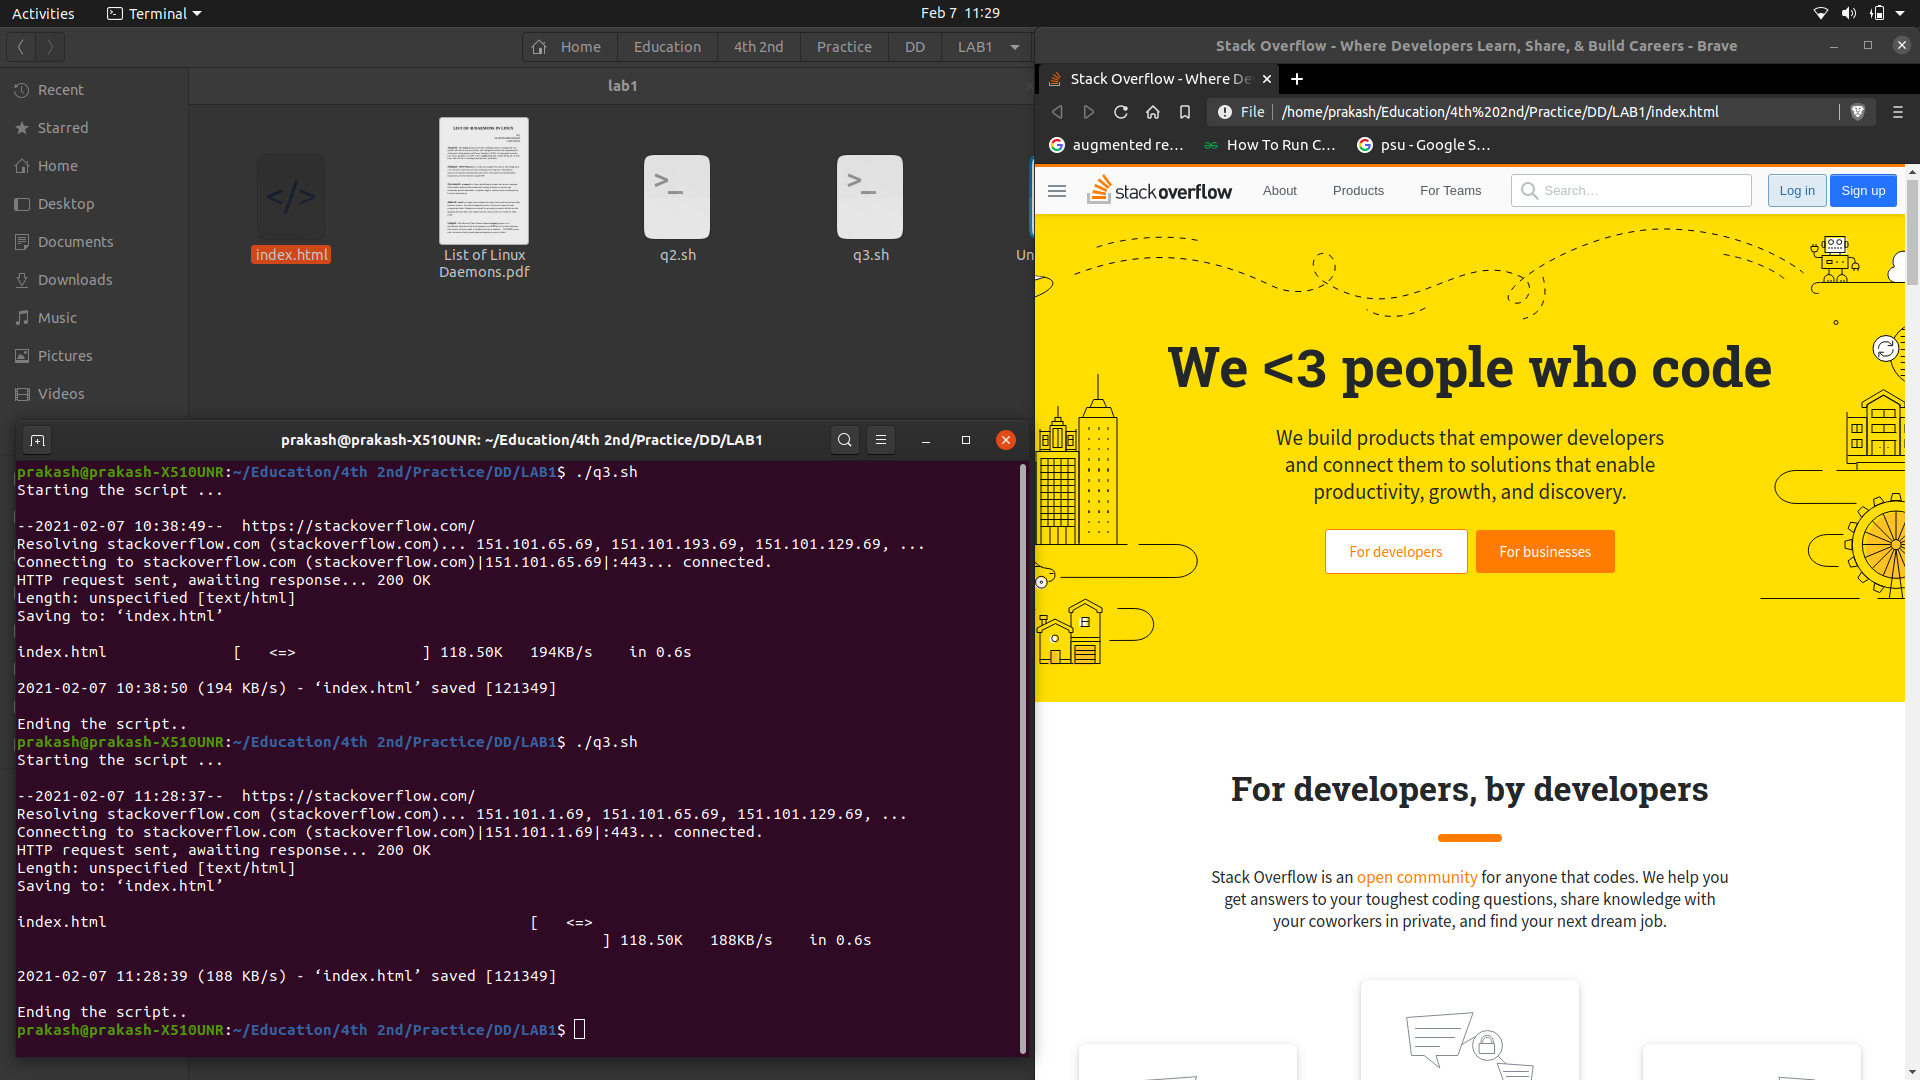 Activities
Terminal
Feb 7 11:29
Home
Education
4th 2nd
Practice
DD
LAB1
lab1
Recent
Starred
Home
Desktop
Documents
Downloads
Music
Pictures
Videos
LIST OF 30 DAEMONS IN LINUX
index.html
List of Linux
Daemons.pdf
q2.sh
q3.sh
Un
prakash@prakash-X510UNR: ~/Education/4th 2nd/Practice/DD/LAB1
prakash@prakash-X510UNR:~/Education/4th 2nd/Practice/DD/LAB1$ ./q3.sh
Starting the script ...
--2021-02-07 10:38:49--  https://stackoverflow.com/
Resolving stackoverflow.com (stackoverflow.com)... 151.101.65.69, 151.101.193.69, 151.101.129.69, ...
Connecting to stackoverflow.com (stackoverflow.com)|151.101.65.69|:443... connected.
HTTP request sent, awaiting response... 200 OK
Length: unspecified [text/html]
Saving to: ‘index.html’
index.html              [   <=>              ] 118.50K   194KB/s    in 0.6s
2021-02-07 10:38:50 (194 KB/s) - ‘index.html’ saved [121349]
Ending the script..
prakash@prakash-X510UNR:~/Education/4th 2nd/Practice/DD/LAB1$ ./q3.sh
Starting the script ...
--2021-02-07 11:28:37--  https://stackoverflow.com/
Resolving stackoverflow.com (stackoverflow.com)... 151.101.1.69, 151.101.65.69, 151.101.129.69, ...
Connecting to stackoverflow.com (stackoverflow.com)|151.101.1.69|:443... connected.
HTTP request sent, awaiting response... 200 OK
Length: unspecified [text/html]
Saving to: ‘index.html’
index.html                                               [   <=>
] 118.50K   188KB/s    in 0.6s
2021-02-07 11:28:39 (188 KB/s) - ‘index.html’ saved [121349]
Ending the script..
prakash@prakash-X510UNR:~/Education/4th 2nd/Practice/DD/LAB1$
Stack Overflow - Where Developers Learn, Share, & Build Careers - Brave
Stack Overflow - Where De
File
/home/prakash/Education/4th%202nd/Practice/DD/LAB1/index.html
augmented re...
How To Run C...
psu - Google S...
stackoverflow
About
Products
For Teams
Search...
Log in
Sign up
We <3 people who code
We build products that empower developers
and connect them to solutions that enable
productivity, growth, and discovery.
For developers
For businesses
For developers, by developers
Stack Overflow is an open community for anyone that codes. We help you
get answers to your toughest coding questions, share knowledge with
your coworkers in private, and find your next dream job.